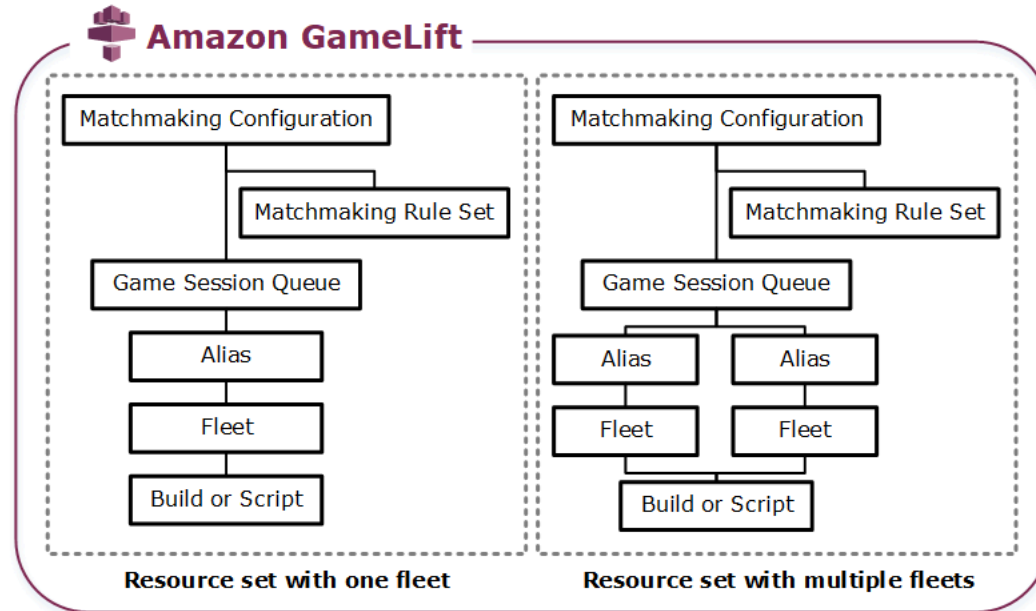 Amazon GameLift
Matchmaking Configuration
Matchmaking Rule Set
Game Session Queue
Alias
Fleet
Build or Script
Resource set with one fleet
Matchmaking Configuration
Matchmaking Rule Set
Game Session Queue
Alias
Alias
Fleet
Fleet
Build or Script
Resource set with multiple fleets